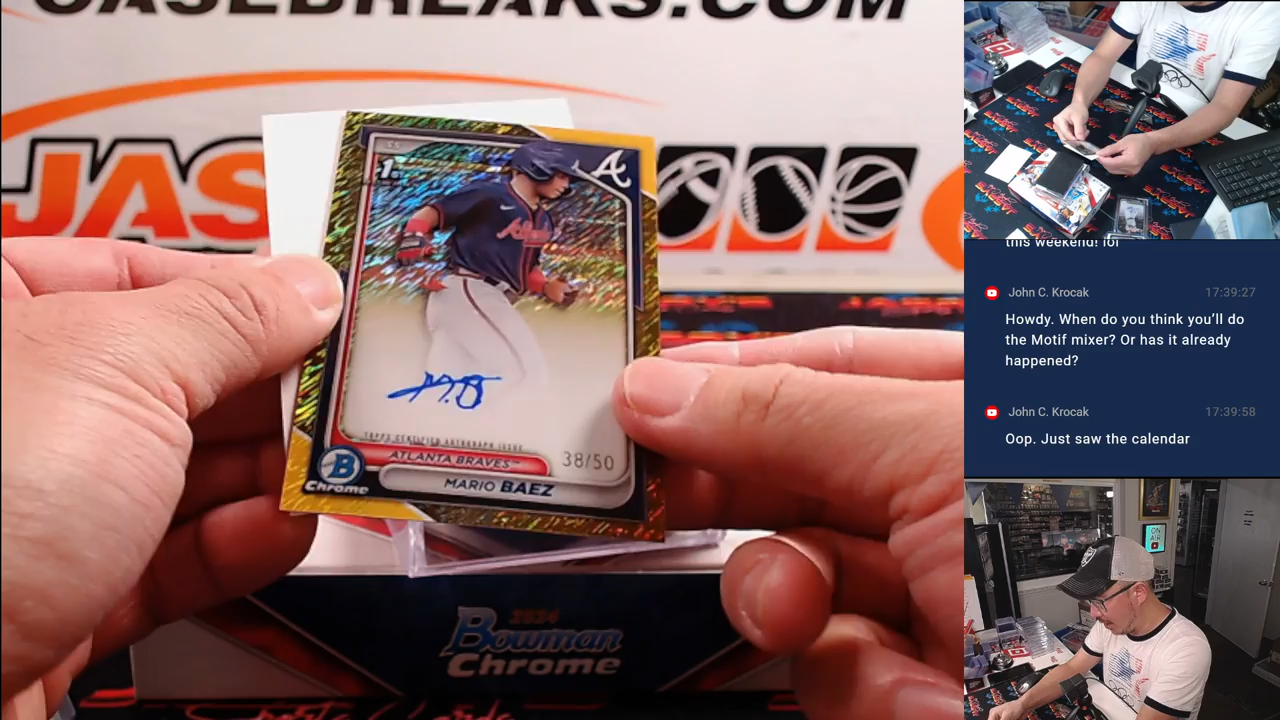 CASEBREAKS.COM
JAS
1st
A
TOPPS CERTIFIED AUTOGRAPH ISSUE
ATLANTA BRAVES™
38/50
B
Chrome
MARIO BAEZ
2024
Bowman
Chrome
this weekend! lol
John C. Krocak
17:39:27
Howdy. When do you think you'll do
the Motif mixer? Or has it already
happened?
John C. Krocak
17:39:58
Oop. Just saw the calendar
ON
AIR